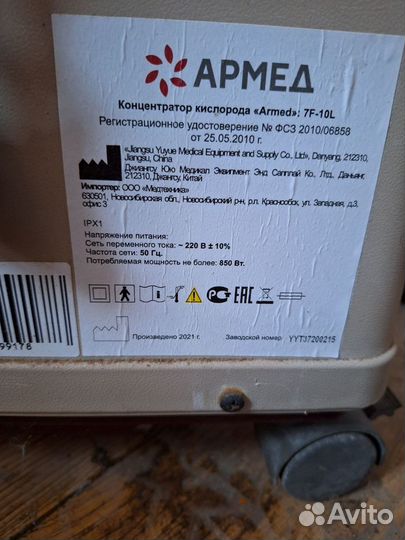 АРМЕД
Концентратор кислорода «Armed»: 7F-10L
Регистрационное удостоверение № ФСЗ 2010/06858
от 25.05.2010 г.
«Jiangsu Yuyue Medical Equipment and Supply Co., Ltd», Danyang, 212310,
Jiangsu, China
Джиангсу Юю Медикал Эквипмент Энд Сапплай Ко., Лтд., Даньянг
212310, Джангсу, Китай
Импортер: ООО «Медтехника»
630501, Новосибирская обл., Новосибирский р-н, р.п. Краснообск, ул. Западная, д.3,
офис 3
IPX1
Напряжение питания:
Сеть переменного тока: ~ 220 В ± 10%
Частота сети: 50 Гц.
Потребляемая мощность не более: 850 Вт.
EAC
Произведено 2021 г.
Заводской номер YYT37200215
99178
Avito